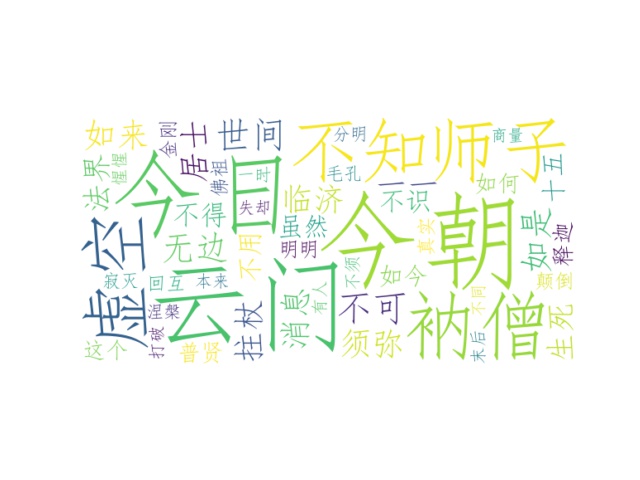 如来
金刚
居士
世间
不知
分明
师子
商量
法界
惺惺
今日
佛祖
一时
毛孔
一一
如何
十五
不得
失却
临济
不识
今朝
如是
虚空
无边
不用
虽然
明明
真实
释迦
云门
寂灭
回互
本来
消息
有人
不须
如今
不可
衲僧
不同
颠倒
涅槃
打破
拄杖
这个
普贤
须弥
末后
生死